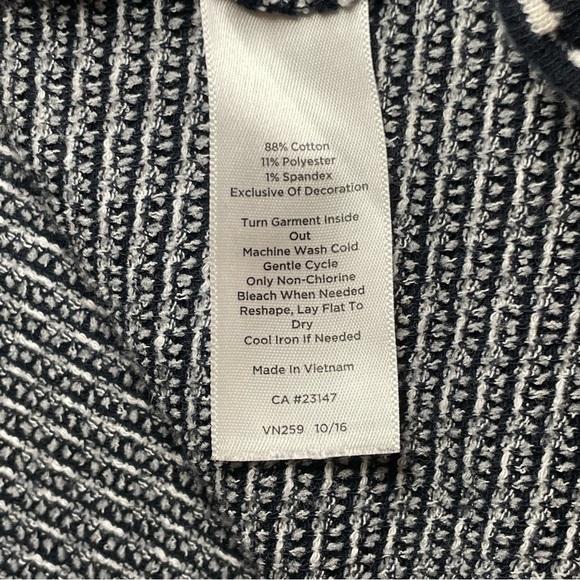 88% Cotton
11% Polyester
1% Spandex
Exclusive Of Decoration
Turn Garment Inside
Out
Machine Wash Cold
Gentle Cycle
Only Non-Chlorine
Bleach When Needed
Reshape, Lay Flat To
Dry
Cool Iron If Needed
Made In Vietnam
CA #23147
VN259 10/16